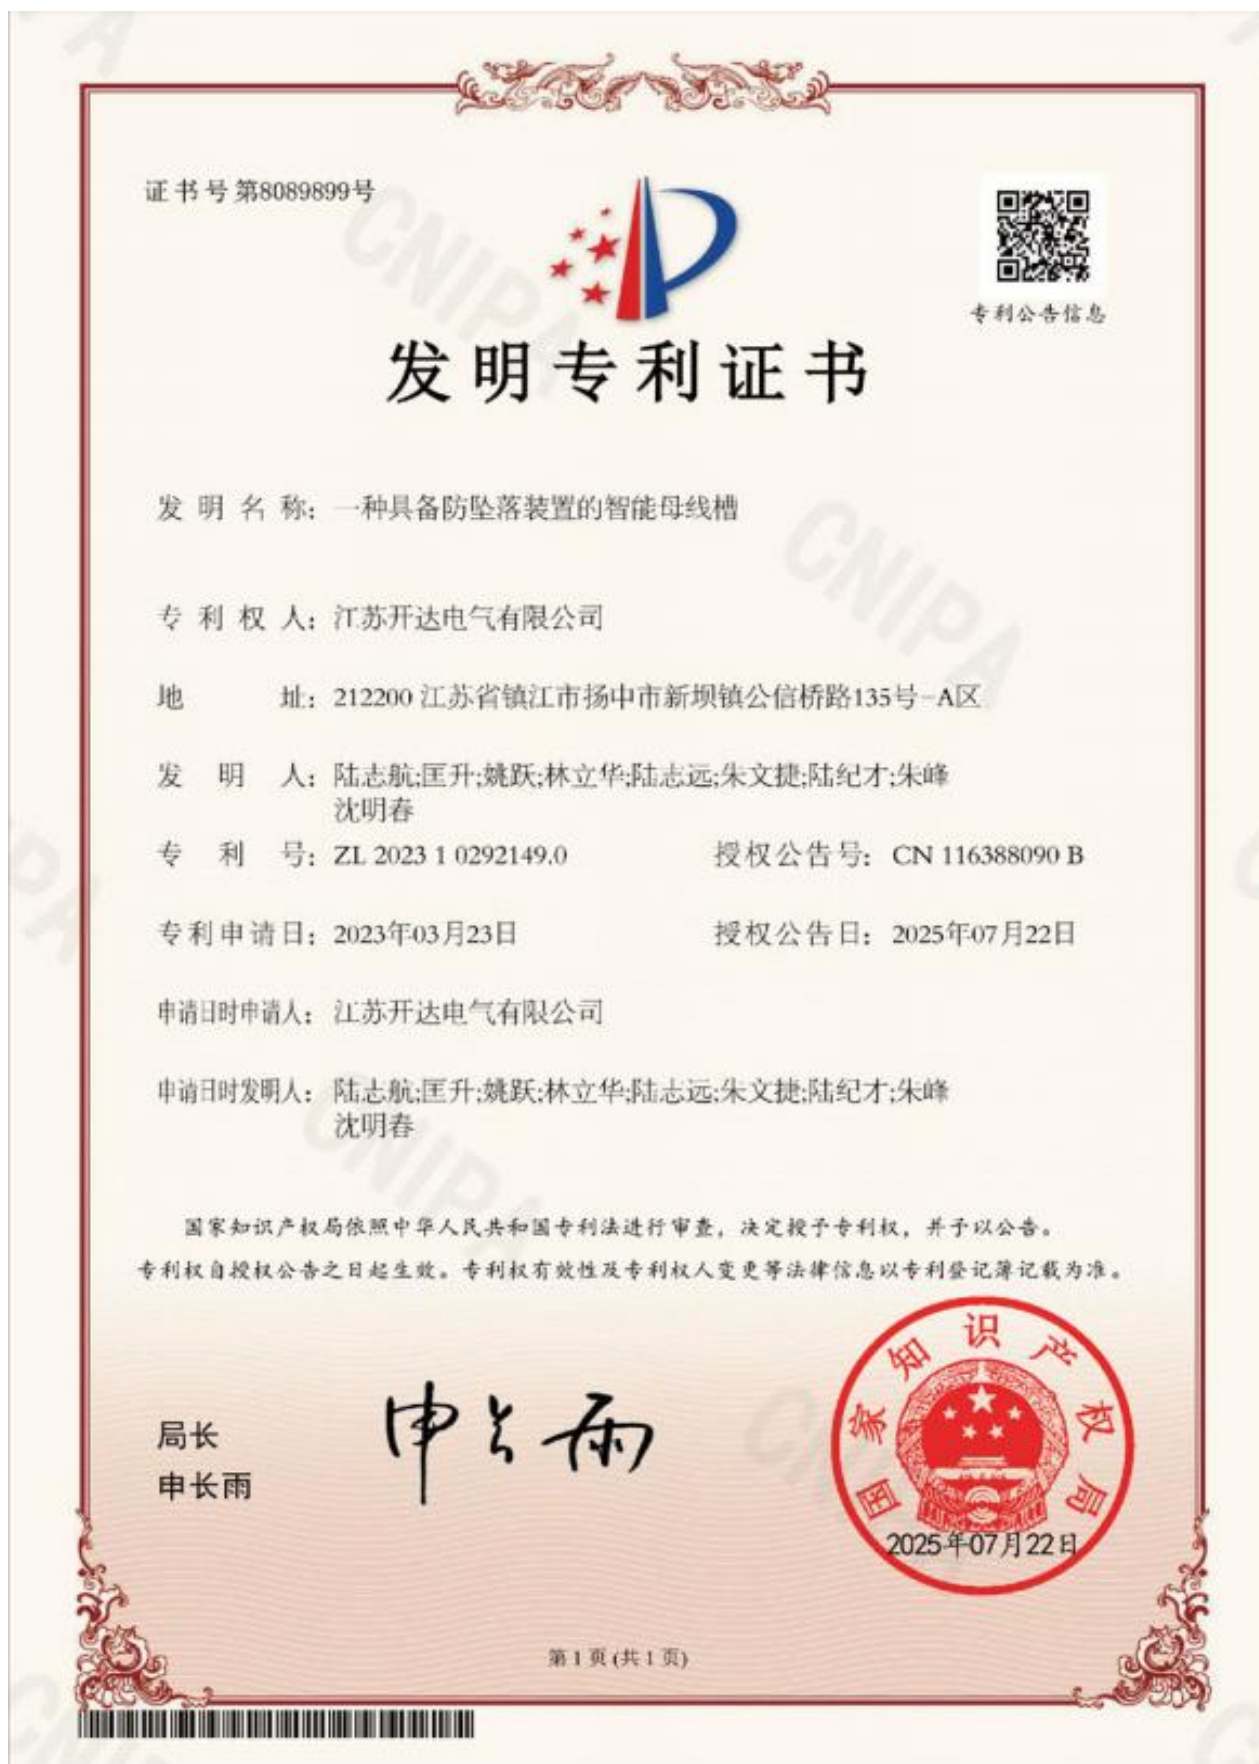 证书号第8089899号
专利公告信息
发明专利证书
发明名称：一种具备防坠落装置的智能母线槽
专利权人：江苏开达电气有限公司
地址：212200 江苏省镇江市扬中市新坝镇公信桥路135号-A区
发明人：陆志航;匡升;姚跃;林立华;陆志远;朱文捷;陆纪才;朱峰
沈明春
专利号：ZL 2023 1 0292149.0 授权公告号：CN 116388090 B
专利申请日：2023年03月23日 授权公告日：2025年07月22日
申请日时申请人：江苏开达电气有限公司
申请日时发明人：陆志航;匡升;姚跃;林立华;陆志远;朱文捷;陆纪才;朱峰
沈明春
国家知识产权局依照中华人民共和国专利法进行审查，决定授予专利权，并予以公告。
专利权自授权公告之日起生效。专利权有效性及专利权人变更等法律信息以专利登记簿记载为准。
局长
申长雨
申长雨
国家知识产权局
2025年07月22日
第1页(共1页)
CNIPA
CNIPA
CNIPA